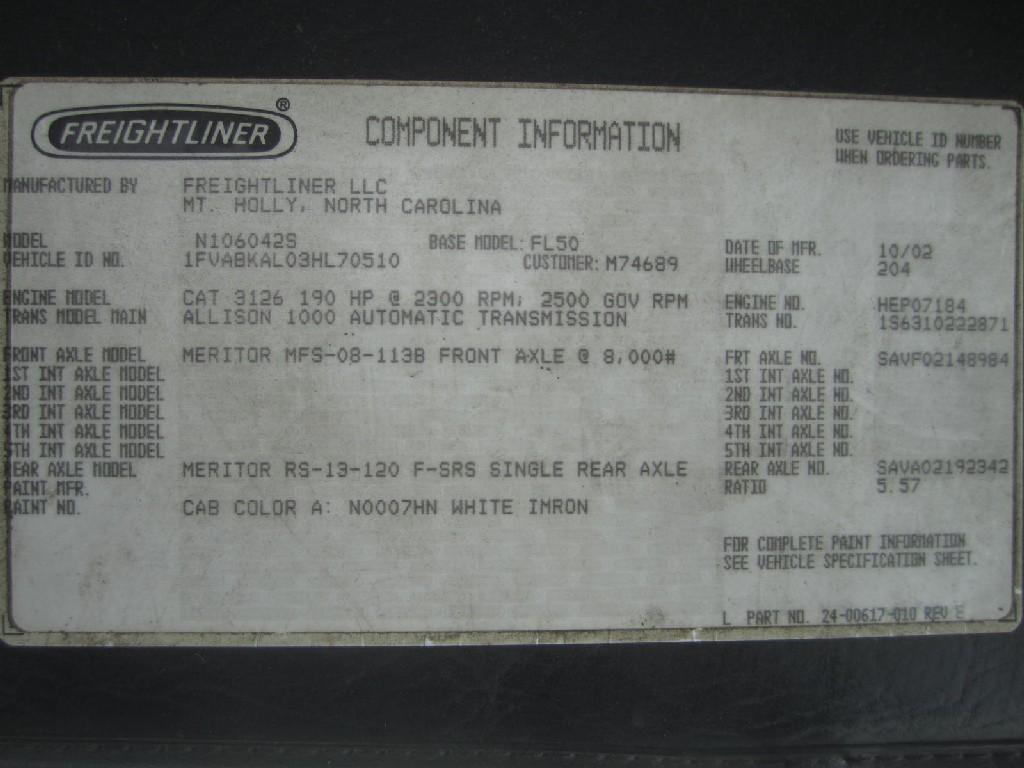 FREIGHTLINER ®
COMPONENT INFORMATION
USE VEHICLE ID NUMBER
WHEN ORDERING PARTS.
MANUFACTURED BY FREIGHTLINER LLC
MT. HOLLY, NORTH CAROLINA
MODEL N106042S BASE MODEL: FL50 DATE OF MFR. 10/02
VEHICLE ID NO. 1FVABKAL03HL70510 CUSTOMER: M74689 WHEELBASE 204
ENGINE MODEL CAT 3126 190 HP @ 2300 RPM, 2500 GOV RPM ENGINE NO. HEP07184
TRANS MODEL MAIN ALLISON 1000 AUTOMATIC TRANSMISSION TRANS NO. 1S6310222871
FRONT AXLE MODEL MERITOR MFS-08-113B FRONT AXLE @ 8,000# FRT AXLE NO. SAVF02148984
1ST INT AXLE MODEL 1ST INT AXLE NO.
2ND INT AXLE MODEL 2ND INT AXLE NO.
3RD INT AXLE MODEL 3RD INT AXLE NO.
4TH INT AXLE MODEL 4TH INT AXLE NO.
5TH INT AXLE MODEL 5TH INT AXLE NO.
REAR AXLE MODEL MERITOR RS-13-120 F-SRS SINGLE REAR AXLE REAR AXLE NO. SAVA02192342
PAINT MFR. RATIO 5.57
PAINT NO. CAB COLOR A: N0007HN WHITE IMRON
FOR COMPLETE PAINT INFORMATION
SEE VEHICLE SPECIFICATION SHEET.
L PART NO. 24-00617-010 REV E